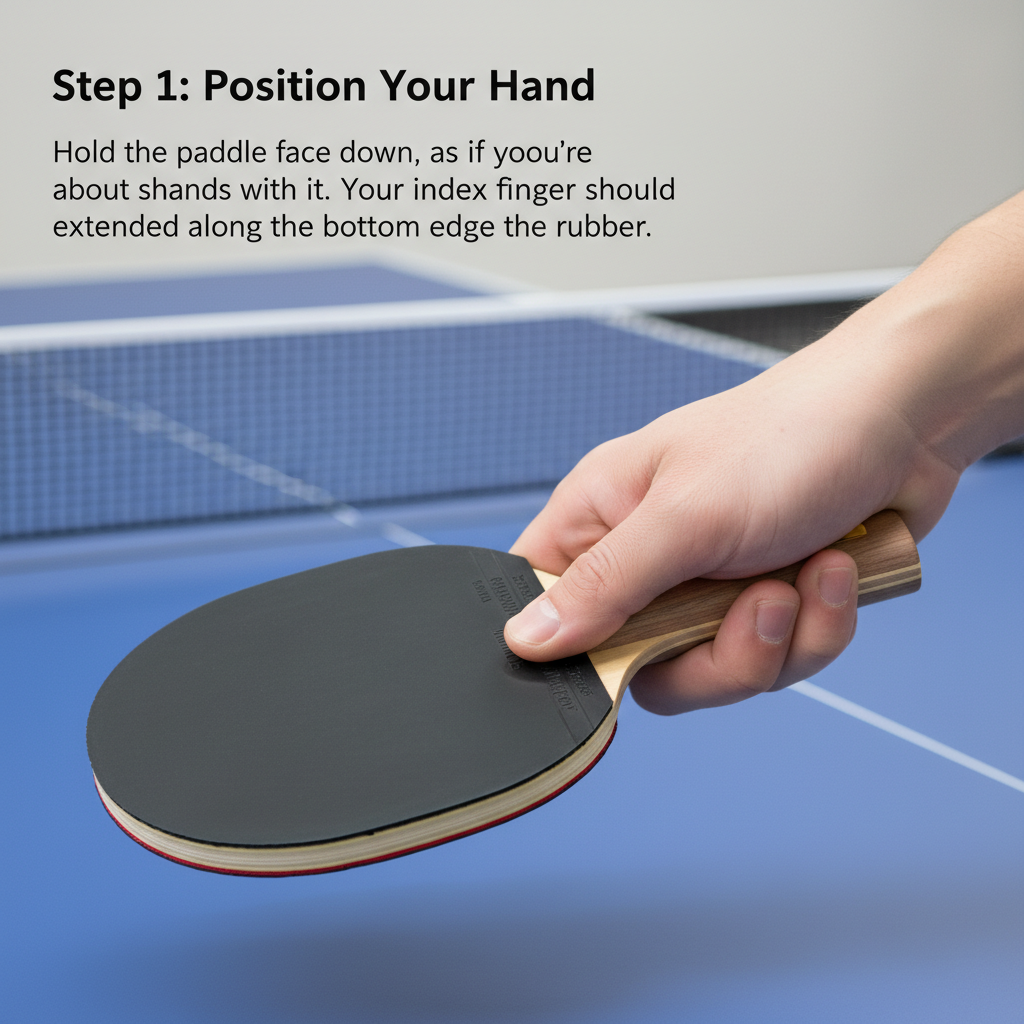 Step 1: Position Your Hand
Hold the paddle face down, as if yoou're
about shands with it. Your index finger should
extended along the bottom edge the rubber.